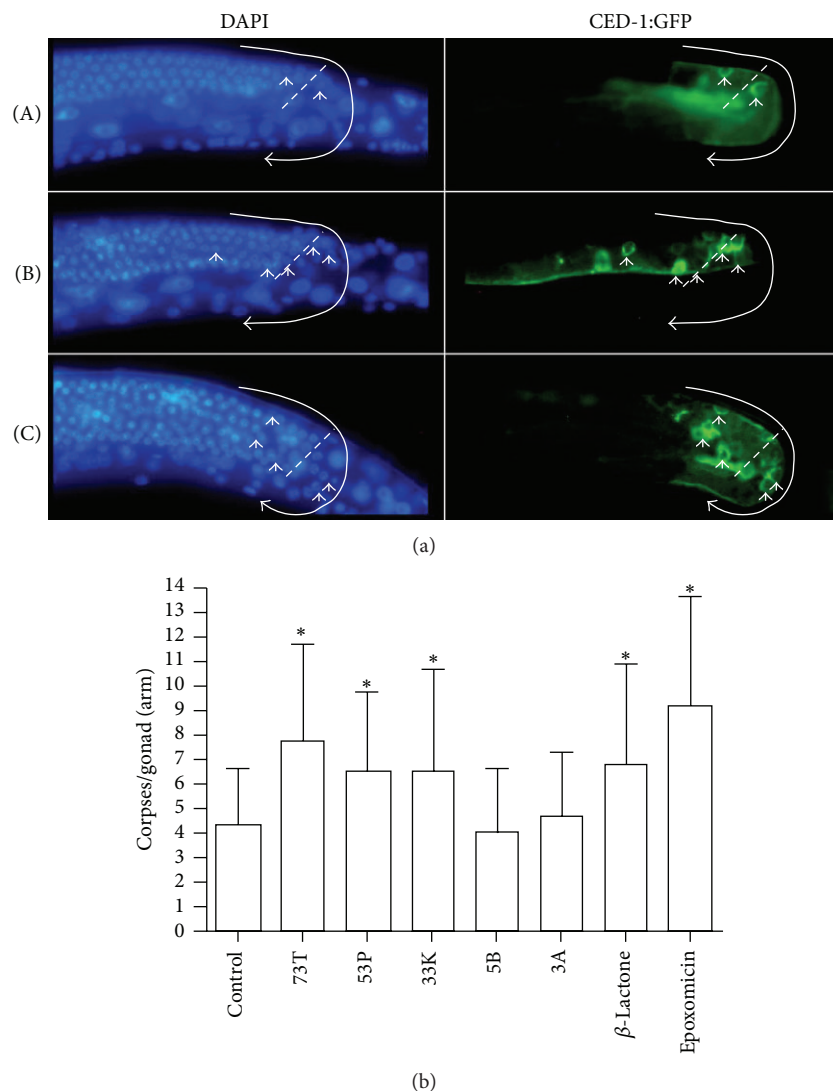 DAPI CED-1:GFP
(A)
(B)
(C)
(a)
Corpses/gonad (arm)
14
13
12
11
10
9
8
7
6
5
4
3
2
1
0
* * * * *
Control 73T 53P 33K 5B 3A β-Lactone Epoxomicin
(b)